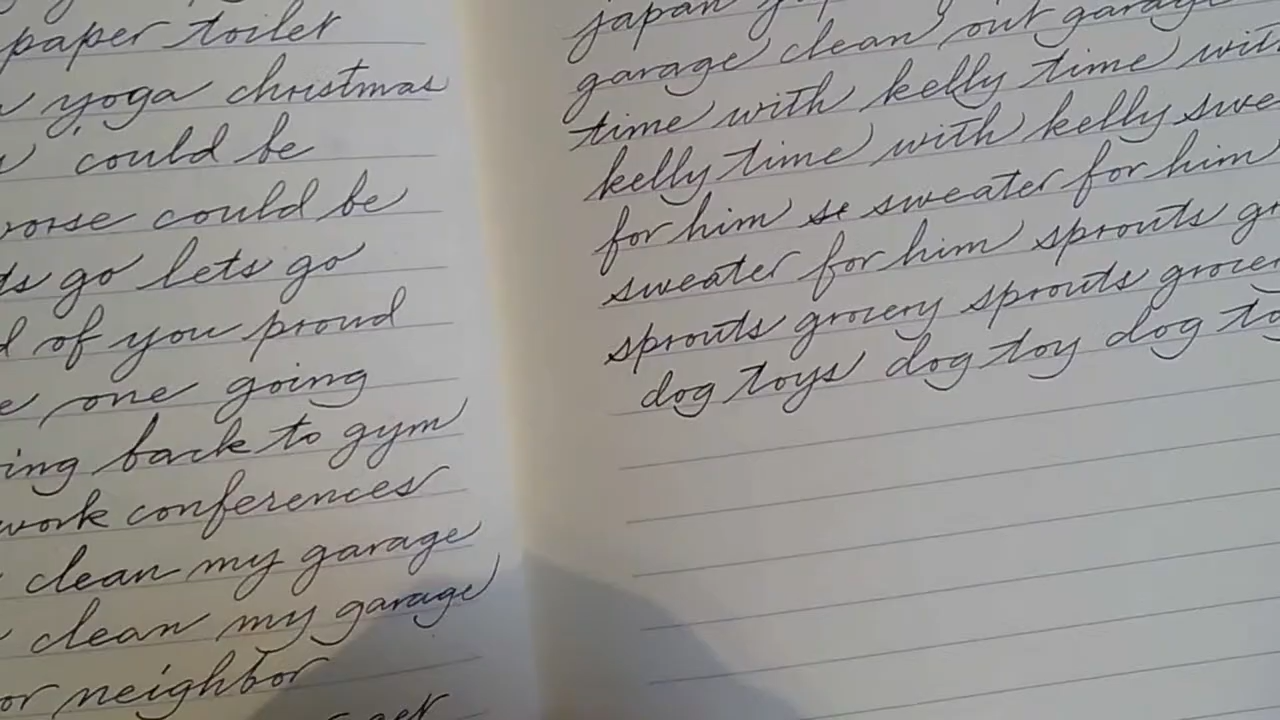 paper toilet
yoga christmas
could be
worse could be
go lets go
of you proud
one going
back to gym
work conferences
clean my garage
clean my garage
neighbor
japan
garage clean out garage
time with kelly time with
kelly time with kelly
for him se sweater for him
sweater for him sprouts
sprouts grocery sprouts
dog toys dog toy dog